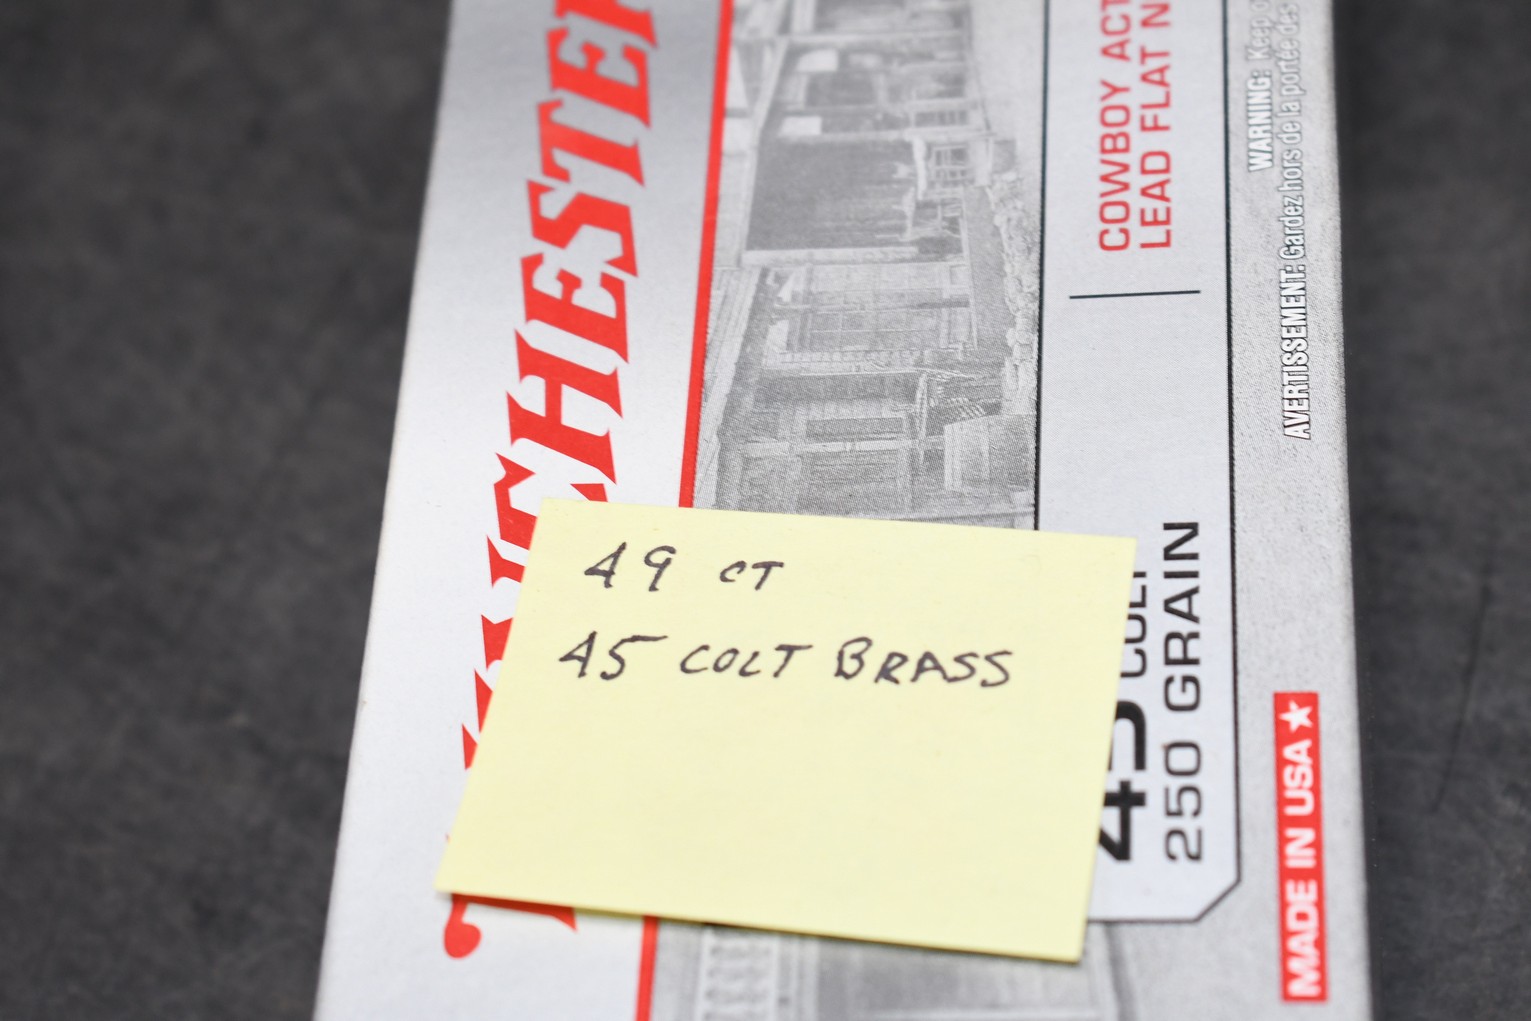 49 CT
45 COLT BRASS
COWBOY ACT
LEAD FLAT N
45 COLT
250 GRAIN
WARNING: Keep o
AVERTISSEMENT: Gardez hors de la portée des
MADE IN USA